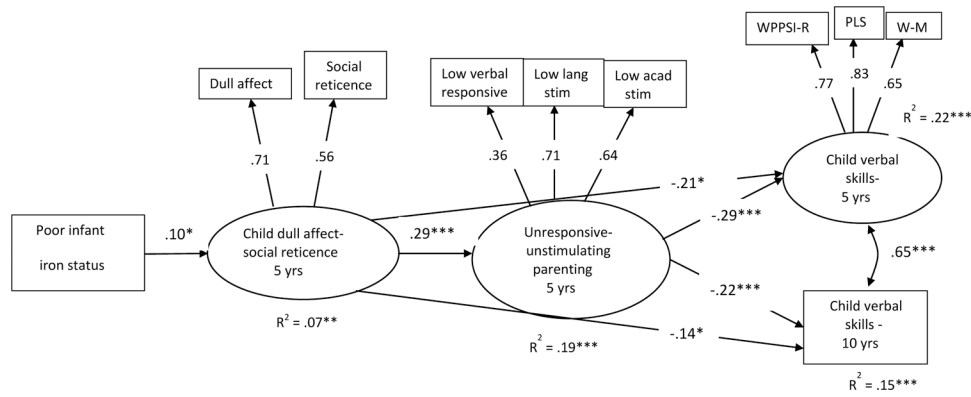 WPPSI-R
PLS
W-M
Dull affect
Social
reticence
Low verbal
responsive
Low lang
stim
Low acad
stim
.77
.83
.65
R² = .22***
.71
.56
.36
.71
.64
Child verbal
skills-
5 yrs
-.21*
Poor infant
iron status
.10*
Child dull affect-
social reticence
5 yrs
.29***
Unresponsive-
unstimulating
parenting
5 yrs
-.29***
.65***
-.22***
-.14*
Child verbal
skills -
10 yrs
R² = .07**
R² = .19***
R² = .15***